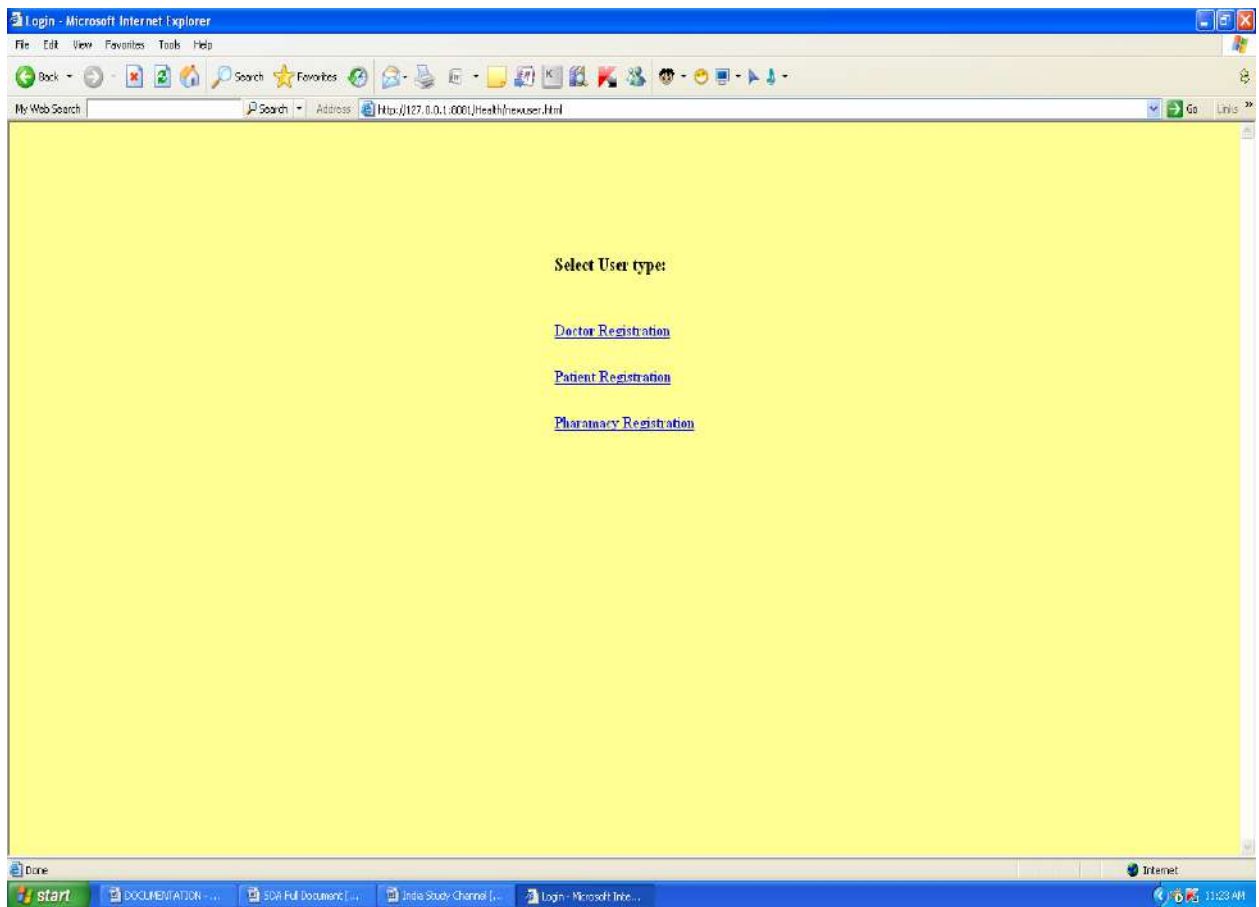 Login - Microsoft Internet Explorer
File Edit View Favorites Tools Help
Back Search Favorites
My Web Search Search Address http://127.0.0.1:8081/Health/newuser.html Go Links »
Select User type:
Doctor Registration
Patient Registration
Pharamacy Registration
Done Internet
start DOCUMENTATION - ... SDA Full Document [... India Study Channel [... Login - Microsoft Inte... 11:23 AM